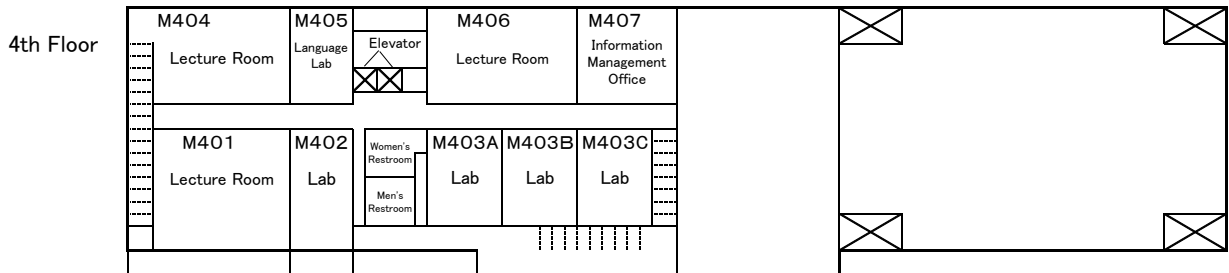 4th Floor
M404
Lecture Room
M405
Language
Lab
Elevator
M406
Lecture Room
M407
Information
Management
Office
M401
Lecture Room
M402
Lab
Women's
Restroom
Men's
Restroom
M403A
Lab
M403B
Lab
M403C
Lab